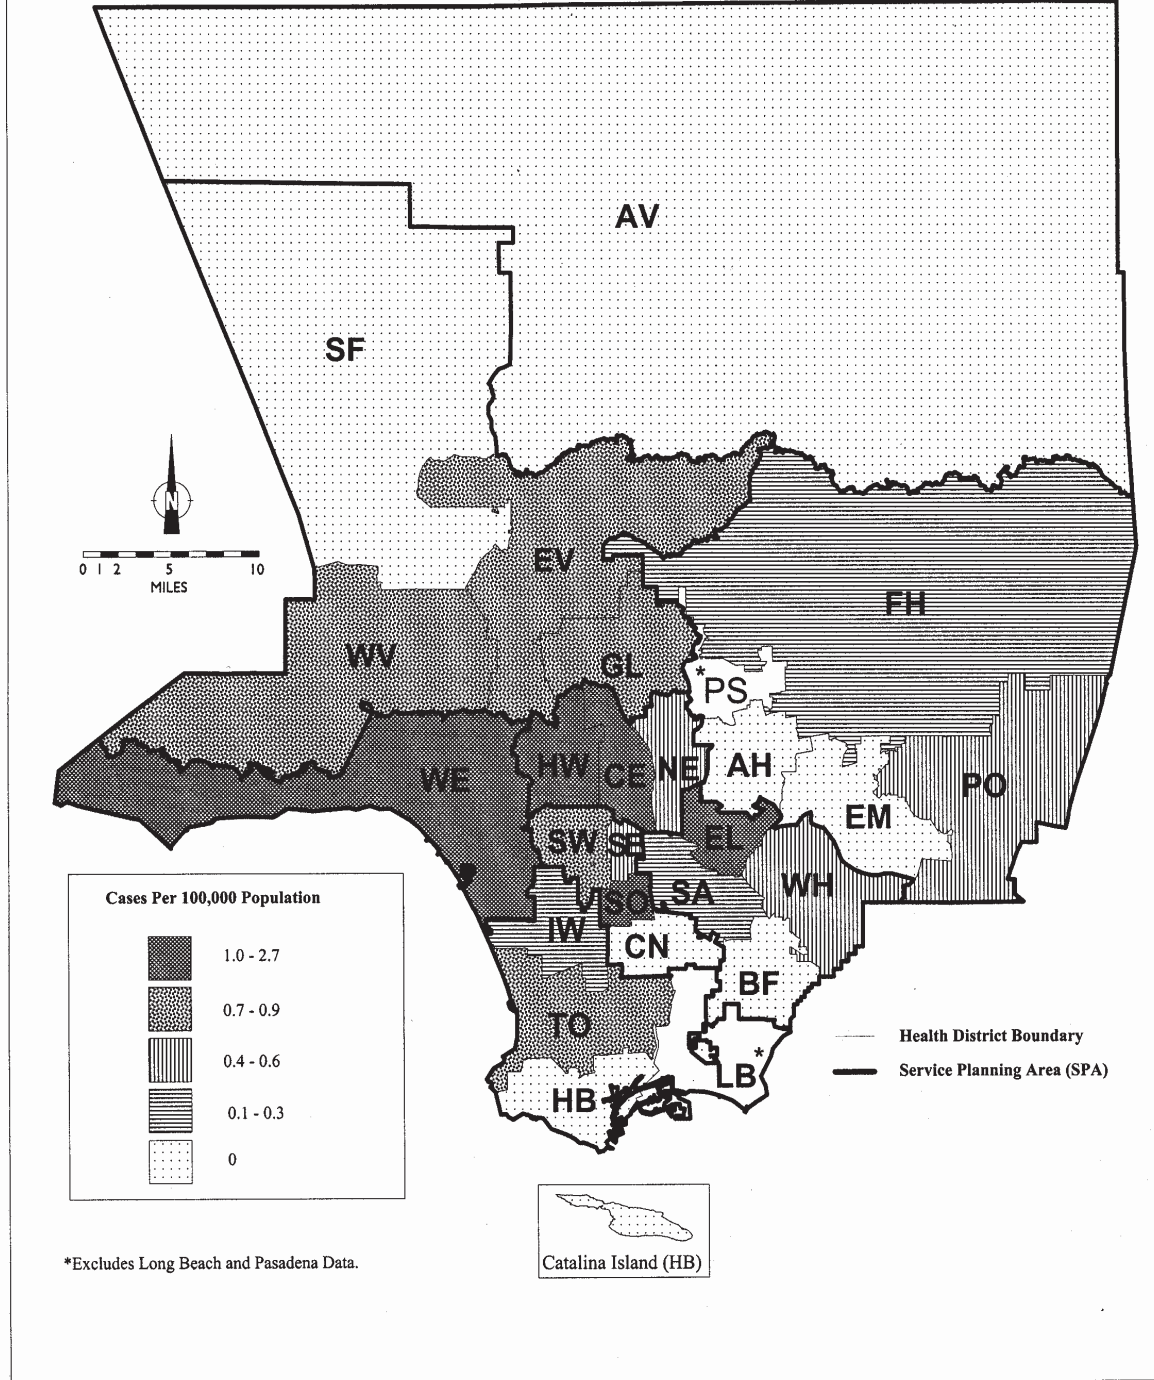 AV
SF
N
0 1 2 5 10
MILES
EV
FH
WV
GL
*
PS
HW
CE
NE
AH
WE
PO
EM
SW
SE
EL
WH
SA
SO
IW
CN
BF
TO
LB*
HB
Cases Per 100,000 Population
1.0 - 2.7
0.7 - 0.9
0.4 - 0.6
0.1 - 0.3
0
Health District Boundary
Service Planning Area (SPA)
Catalina Island (HB)
*Excludes Long Beach and Pasadena Data.